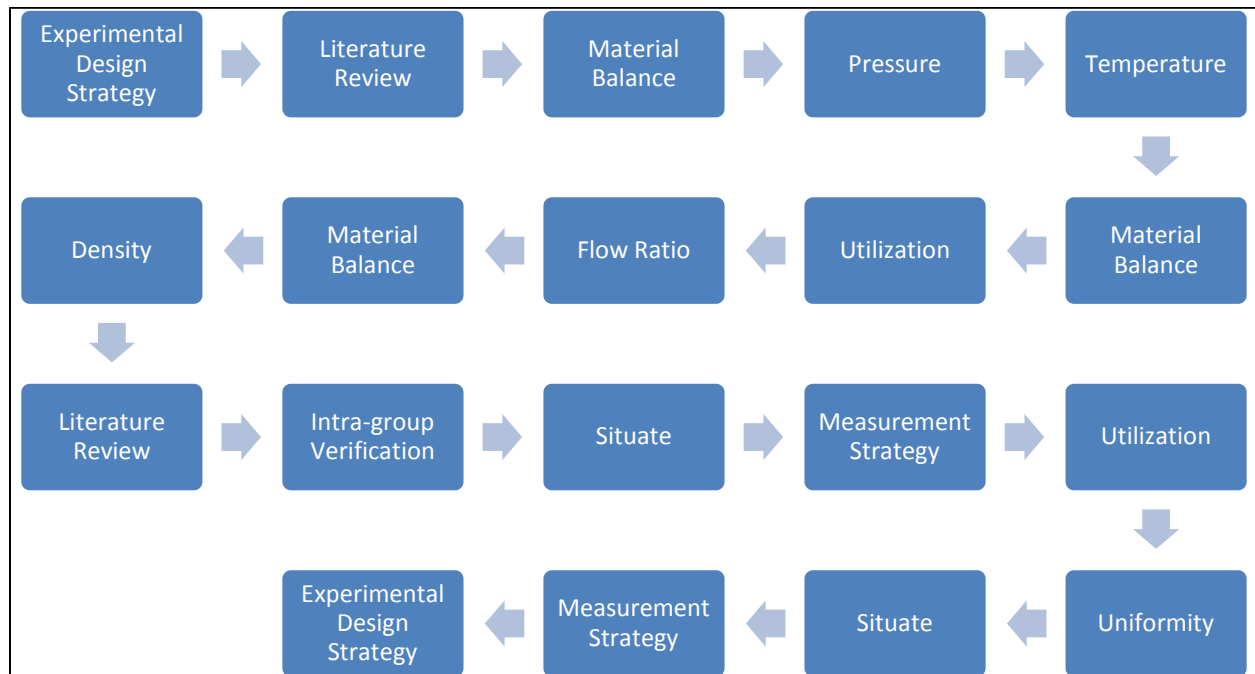 Experimental
Design
Strategy
Literature
Review
Material
Balance
Pressure
Temperature
Material
Balance
Utilization
Flow Ratio
Material
Balance
Density
Literature
Review
Intra-group
Verification
Situate
Measurement
Strategy
Utilization
Uniformity
Situate
Measurement
Strategy
Experimental
Design
Strategy